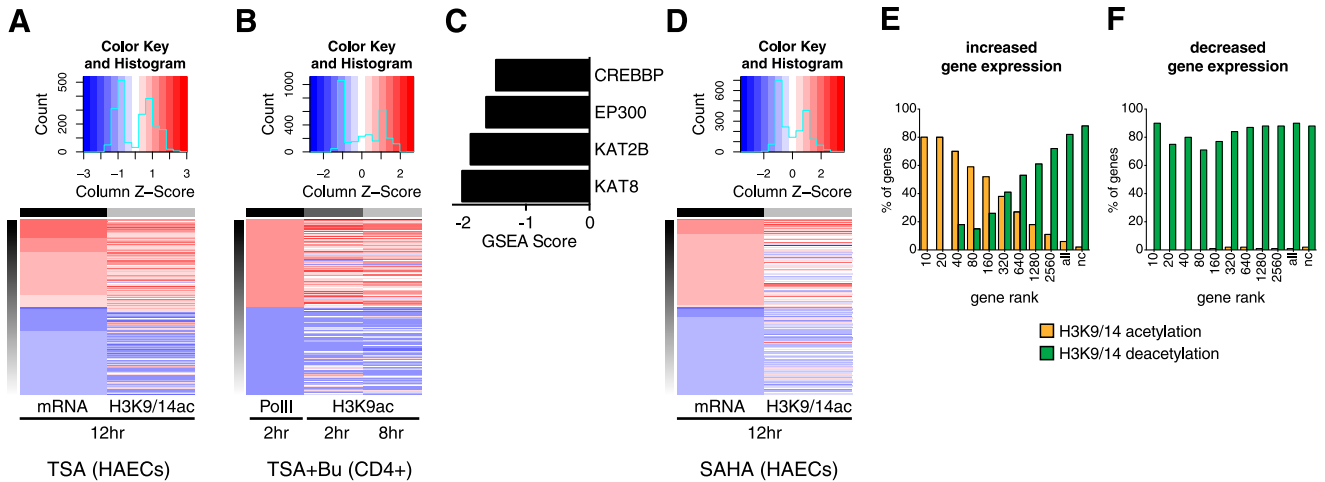 A
Color Key
and Histogram
Count
0
200
500
−3
−1
1
3
Column Z−Score
mRNA
H3K9/14ac
12hr
TSA (HAECs)
B
Color Key
and Histogram
Count
0
400
1000
−2
0
2
Column Z−Score
PolII
H3K9ac
2hr
2hr
8hr
TSA+Bu (CD4+)
C
CREBBP
EP300
KAT2B
KAT8
−2
−1
0
GSEA Score
D
Color Key
and Histogram
Count
0
200
600
−2
0
2
Column Z−Score
mRNA
H3K9/14ac
12hr
SAHA (HAECs)
E
increased
gene expression
% of genes
100
80
60
40
20
0
10
20
40
80
160
320
640
1280
2560
all
nc
gene rank
F
decreased
gene expression
% of genes
100
80
60
40
20
0
10
20
40
80
160
320
640
1280
2560
all
nc
gene rank
H3K9/14 acetylation
H3K9/14 deacetylation